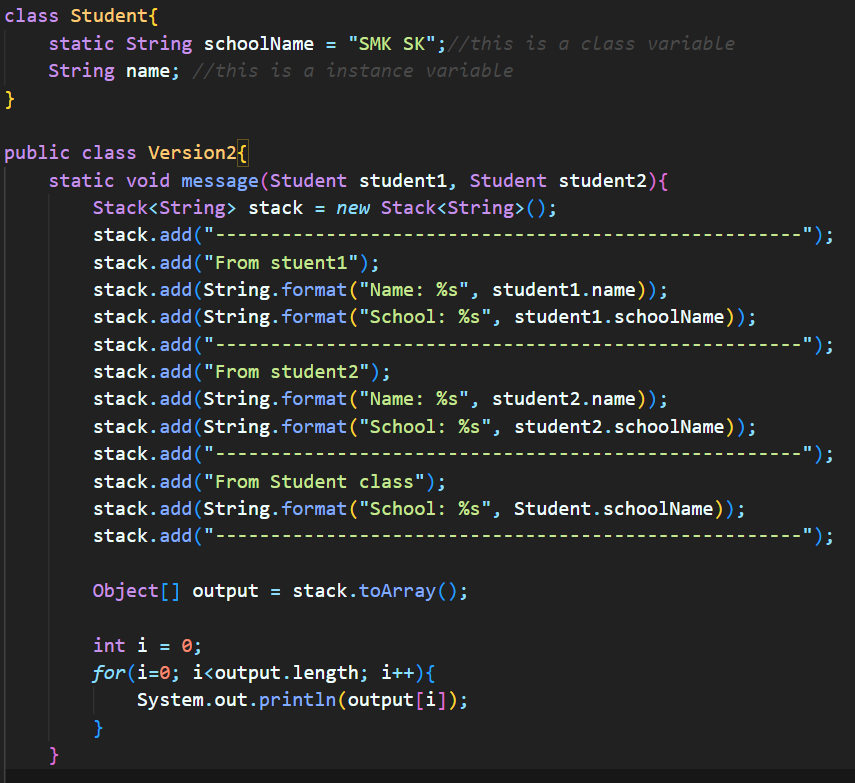 class Student{
    static String schoolName = "SMK SK";//this is a class variable
    String name; //this is a instance variable
}

public class Version2{
    static void message(Student student1, Student student2){
        Stack<String> stack = new Stack<String>();
        stack.add("-----------------------------------------------------");
        stack.add("From stuent1");
        stack.add(String.format("Name: %s", student1.name));
        stack.add(String.format("School: %s", student1.schoolName));
        stack.add("-----------------------------------------------------");
        stack.add("From student2");
        stack.add(String.format("Name: %s", student2.name));
        stack.add(String.format("School: %s", student2.schoolName));
        stack.add("-----------------------------------------------------");
        stack.add("From Student class");
        stack.add(String.format("School: %s", Student.schoolName));
        stack.add("-----------------------------------------------------");

        Object[] output = stack.toArray();

        int i = 0;
        for(i=0; i<output.length; i++){
            System.out.println(output[i]);
        }
    }